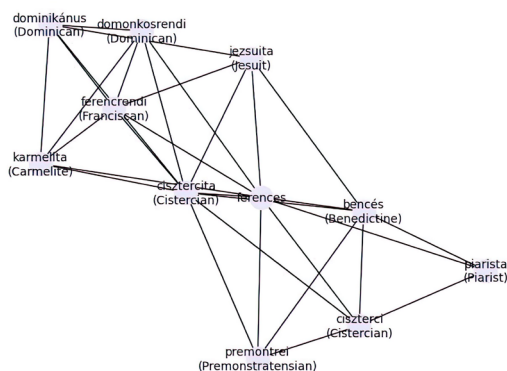 dominikánus
(Dominican)
domonkosrendi
(Dominican)
jezsuita
(Jesuit)
ferencrendi
(Franciscan)
karmelita
(Carmelite)
cisztercita
(Cistercian)
ferences
bencés
(Benedictine)
piarista
(Piarist)
ciszterci
(Cistercian)
premontrei
(Premonstratensian)